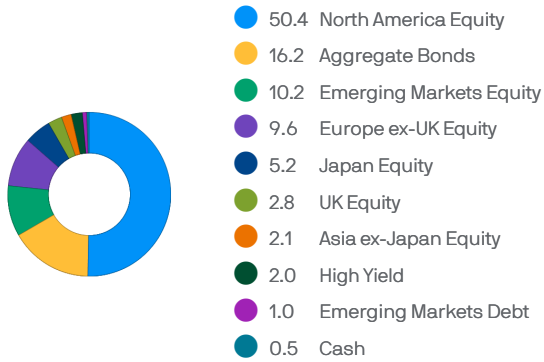 50.4 North America Equity
16.2 Aggregate Bonds
10.2 Emerging Markets Equity
9.6 Europe ex-UK Equity
5.2 Japan Equity
2.8 UK Equity
2.1 Asia ex-Japan Equity
2.0 High Yield
1.0 Emerging Markets Debt
0.5 Cash